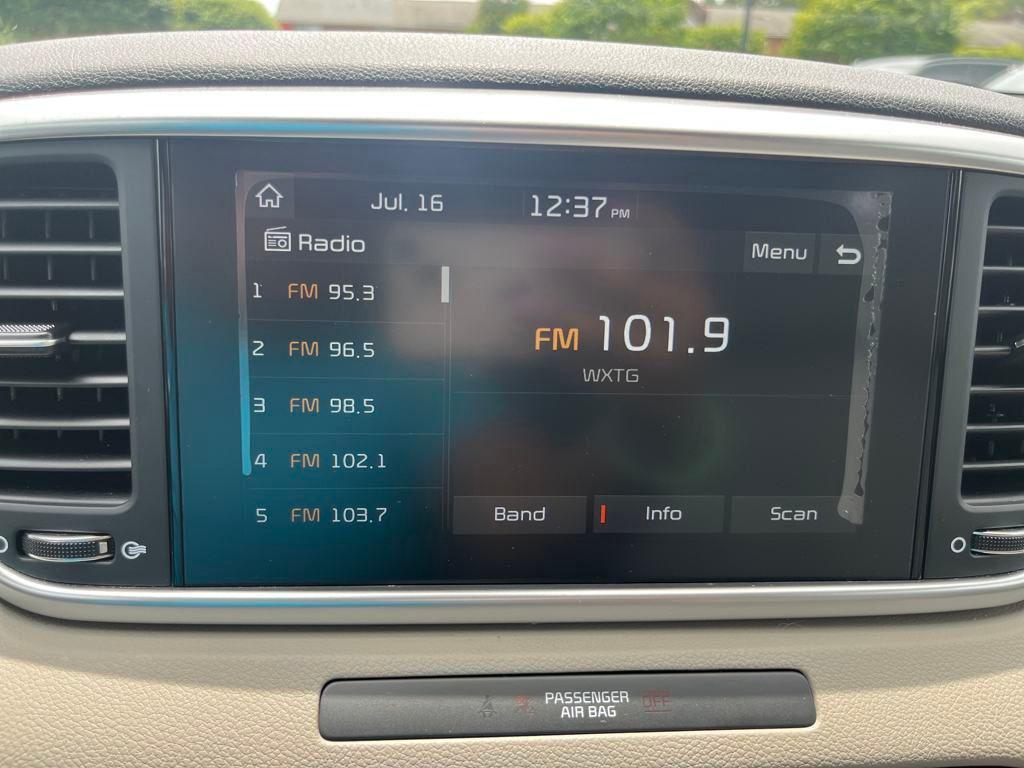 Jul. 16 12:37 PM
Radio Menu
1 FM 95.3
2 FM 96.5
3 FM 98.5
4 FM 102.1
5 FM 103.7
FM 101.9
WXTG
Band Info Scan
PASSENGER
AIR BAG OFF